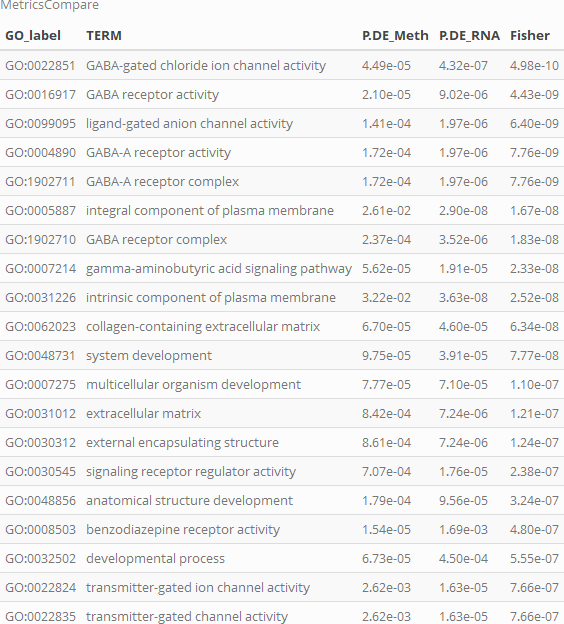 MetricsCompare
GO_label TERM P.DE_Meth P.DE_RNA Fisher
GO:0022851 GABA-gated chloride ion channel activity 4.49e-05 4.32e-07 4.98e-10
GO:0016917 GABA receptor activity 2.10e-05 9.02e-06 4.43e-09
GO:0099095 ligand-gated anion channel activity 1.41e-04 1.97e-06 6.40e-09
GO:0004890 GABA-A receptor activity 1.72e-04 1.97e-06 7.76e-09
GO:1902711 GABA-A receptor complex 1.72e-04 1.97e-06 7.76e-09
GO:0005887 integral component of plasma membrane 2.61e-02 2.90e-08 1.67e-08
GO:1902710 GABA receptor complex 2.37e-04 3.52e-06 1.83e-08
GO:0007214 gamma-aminobutyric acid signaling pathway 5.62e-05 1.91e-05 2.33e-08
GO:0031226 intrinsic component of plasma membrane 3.22e-02 3.63e-08 2.52e-08
GO:0062023 collagen-containing extracellular matrix 6.70e-05 4.60e-05 6.34e-08
GO:0048731 system development 9.75e-05 3.91e-05 7.77e-08
GO:0007275 multicellular organism development 7.77e-05 7.10e-05 1.10e-07
GO:0031012 extracellular matrix 8.42e-04 7.24e-06 1.21e-07
GO:0030312 external encapsulating structure 8.61e-04 7.24e-06 1.24e-07
GO:0030545 signaling receptor regulator activity 7.07e-04 1.76e-05 2.38e-07
GO:0048856 anatomical structure development 1.79e-04 9.56e-05 3.24e-07
GO:0008503 benzodiazepine receptor activity 1.54e-05 1.69e-03 4.80e-07
GO:0032502 developmental process 6.73e-05 4.50e-04 5.55e-07
GO:0022824 transmitter-gated ion channel activity 2.62e-03 1.63e-05 7.66e-07
GO:0022835 transmitter-gated channel activity 2.62e-03 1.63e-05 7.66e-07